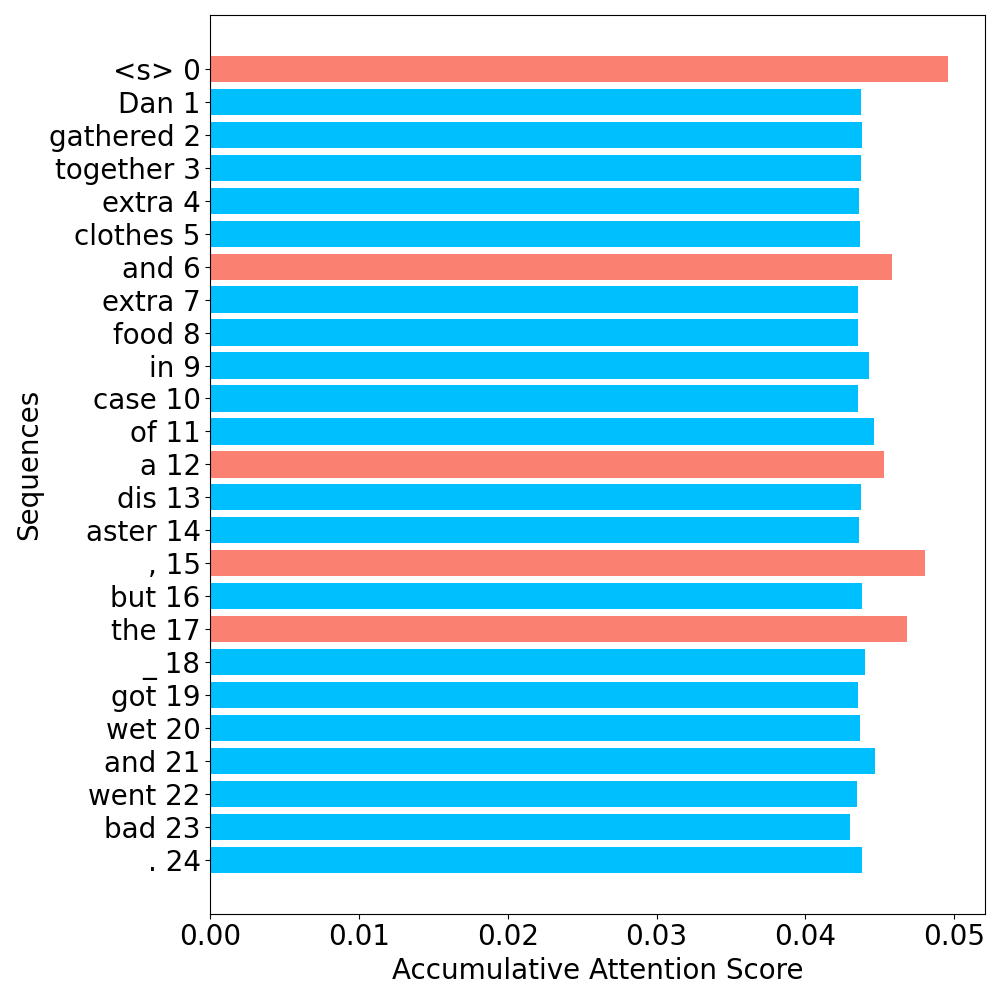 <s> 0
Dan 1
gathered 2
together 3
extra 4
clothes 5
and 6
extra 7
food 8
in 9
case 10
of 11
a 12
dis 13
aster 14
, 15
but 16
the 17
_ 18
got 19
wet 20
and 21
went 22
bad 23
. 24
Sequences
0.00 0.01 0.02 0.03 0.04 0.05
Accumulative Attention Score